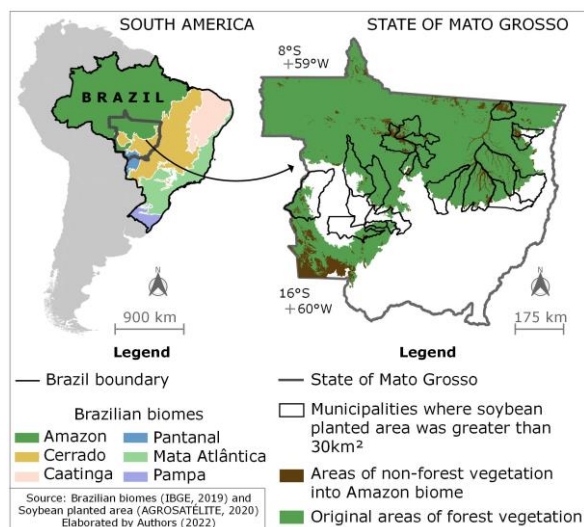 SOUTH AMERICA
STATE OF MATO GROSSO
8°S
+59°W
BRAZIL
16°S
+60°W
N
900 km
N
175 km
Legend
Brazil boundary
Brazilian biomes
Amazon
Cerrado
Caatinga
Pantanal
Mata Atlântica
Pampa
Source: Brazilian biomes (IBGE, 2019) and
Soybean planted area (AGROSATÉLITE, 2020)
Elaborated by Authors (2022)
Legend
State of Mato Grosso
Municipalities where soybean
planted area was greater than
30km²
Areas of non-forest vegetation
into Amazon biome
Original areas of forest vegetation